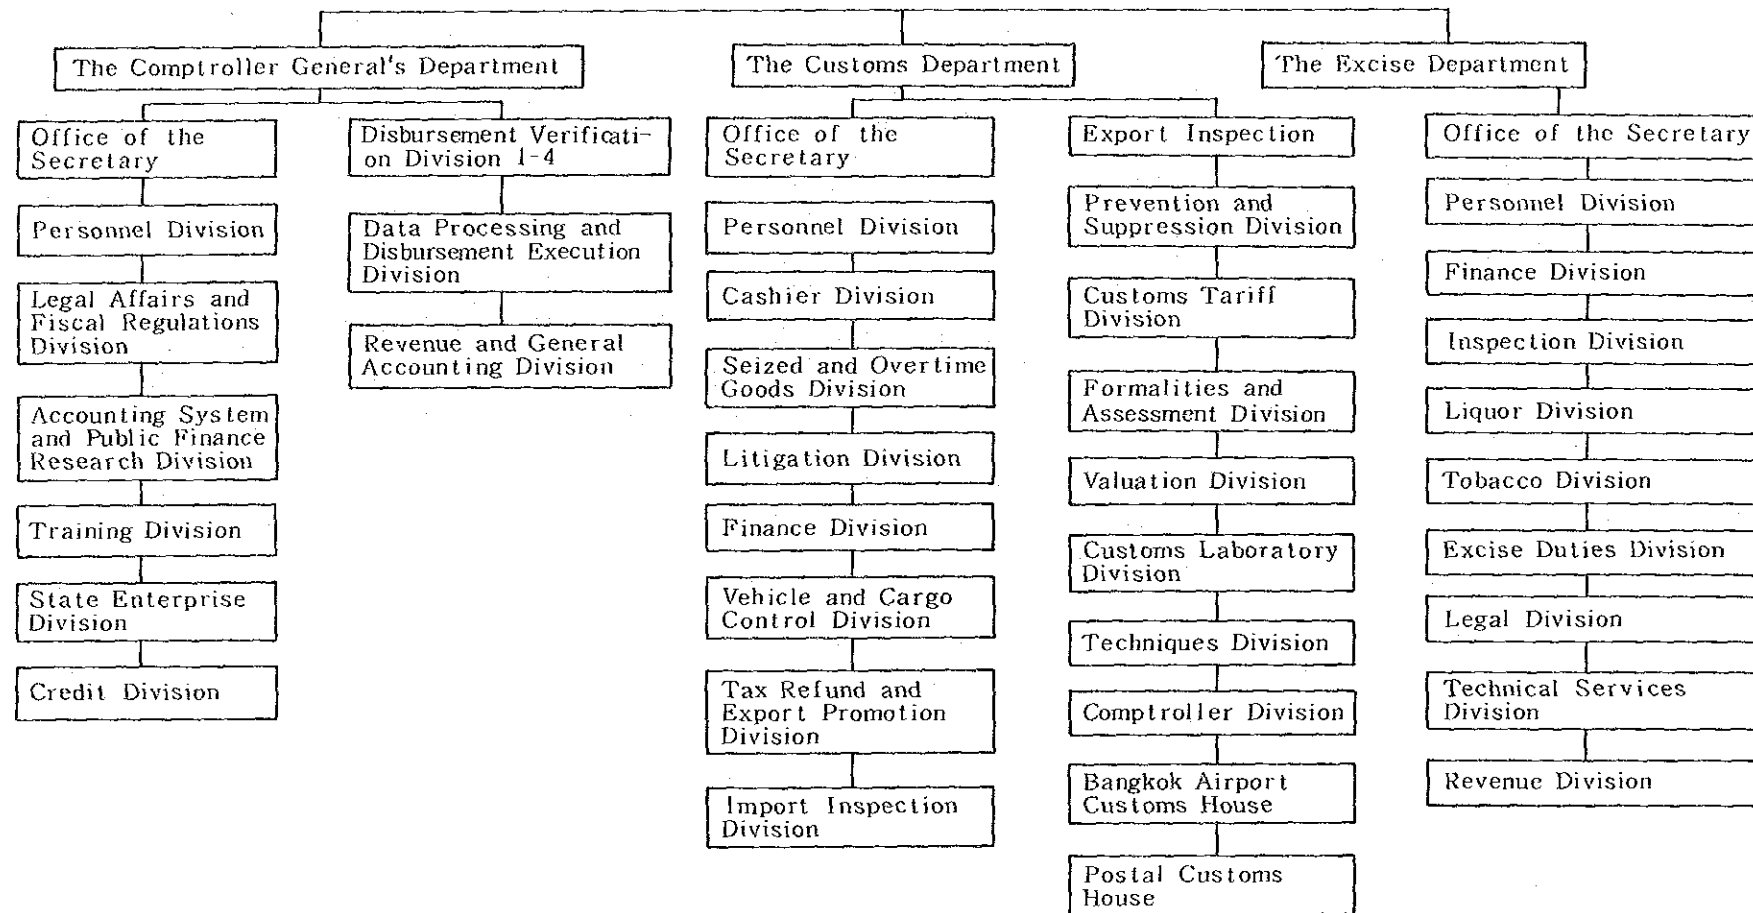 The Comptroller General's Department
The Customs Department
The Excise Department
Office of the
Secretary
Personnel Division
Legal Affairs and
Fiscal Regulations
Division
Accounting System
and Public Finance
Research Division
Training Division
State Enterprise
Division
Credit Division
Disbursement Verificati-
on Division 1-4
Data Processing and
Disbursement Execution
Division
Revenue and General
Accounting Division
Office of the
Secretary
Personnel Division
Cashier Division
Seized and Overtime
Goods Division
Litigation Division
Finance Division
Vehicle and Cargo
Control Division
Tax Refund and
Export Promotion
Division
Import Inspection
Division
Export Inspection
Prevention and
Suppression Division
Customs Tariff
Division
Formalities and
Assessment Division
Valuation Division
Customs Laboratory
Division
Techniques Division
Comptroller Division
Bangkok Airport
Customs House
Postal Customs
House
Office of the Secretary
Personnel Division
Finance Division
Inspection Division
Liquor Division
Tobacco Division
Excise Duties Division
Legal Division
Technical Services
Division
Revenue Division